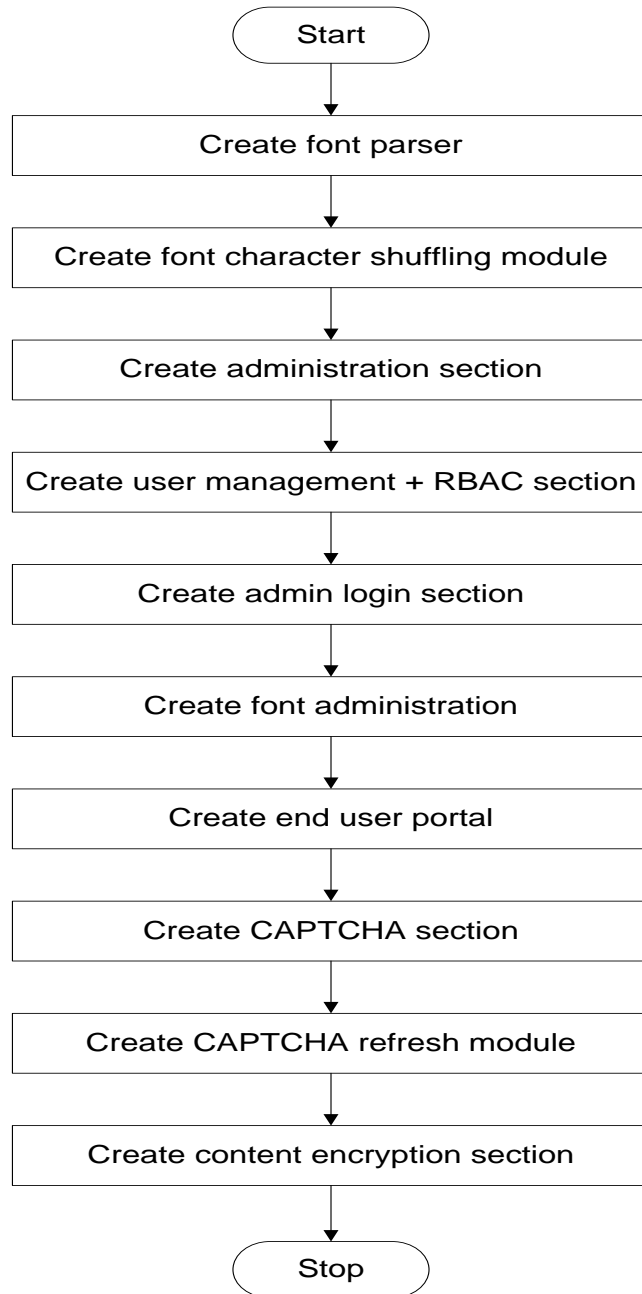 Start
Create font parser
Create font character shuffling module
Create administration section
Create user management + RBAC section
Create admin login section
Create font administration
Create end user portal
Create CAPTCHA section
Create CAPTCHA refresh module
Create content encryption section
Stop